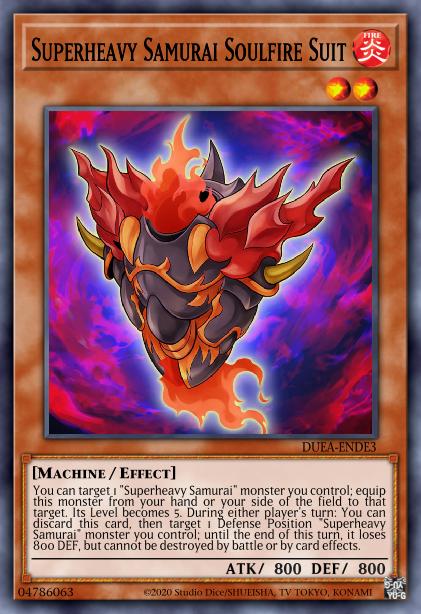 SUPERHEAVY SAMURAI SOULFIRE SUIT
FIRE
炎
DUEA-ENDE3
[MACHINE / EFFECT]
You can target 1 "Superheavy Samurai" monster you control; equip
this monster from your hand or your side of the field to that
target. Its Level becomes 5. During either player's turn: You can
discard this card, then target 1 Defense Position "Superheavy
Samurai" monster you control; until the end of this turn, it loses
800 DEF, but cannot be destroyed by battle or by card effects.
ATK/ 800 DEF/ 800
04786063
©2020 Studio Dice/SHUEISHA, TV TOKYO, KONAMI